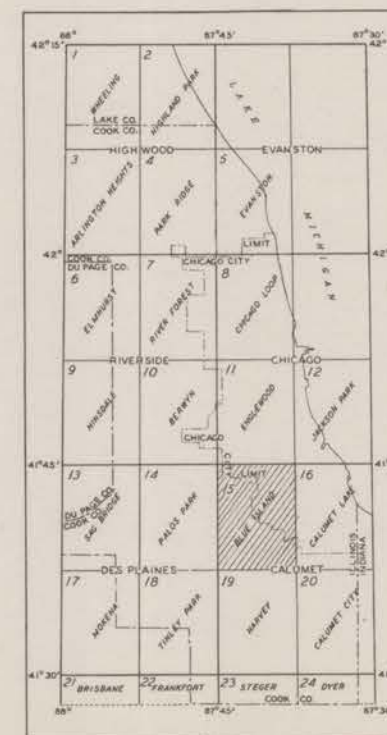 88° 87°45'
42°15' 42°
1 2
WHEELING
HIGHLAND PARK
LAKE
LAKE CO.
COOK CO.
3 HIGHWOOD 4 5 EVANSTON
ARLINGTON HEIGHTS
PARK RIDGE
EVANSTON
MICHIGAN
LIMIT
42° 42°
COOK CO.
DU PAGE CO.
6 7 CHICAGO CITY 8
ELMHURST
RIVER FOREST
CHICAGO LOOP
RIVERSIDE CHICAGO
9 10 11 12
HINSDALE
BERWYN
ENGLEWOOD
JACKSON PARK
CHICAGO
CITY
LIMIT
41°45' 41°
13 14 15 16
DU PAGE CO.
COOK CO.
SAG BRIDGE
PALOS PARK
BLUE ISLAND
CALUMET LAKE
ILLINOIS
INDIANA
DES PLAINES CALUMET
17 18 19 20
MOKENA
TINLEY PARK
HARVEY
CALUMET CITY
41°30' 41°
21 BRISBANE 22 FRANKFORT 23 STEGER 24 DYER
COOK CO.
88° 87°45' 87°30'